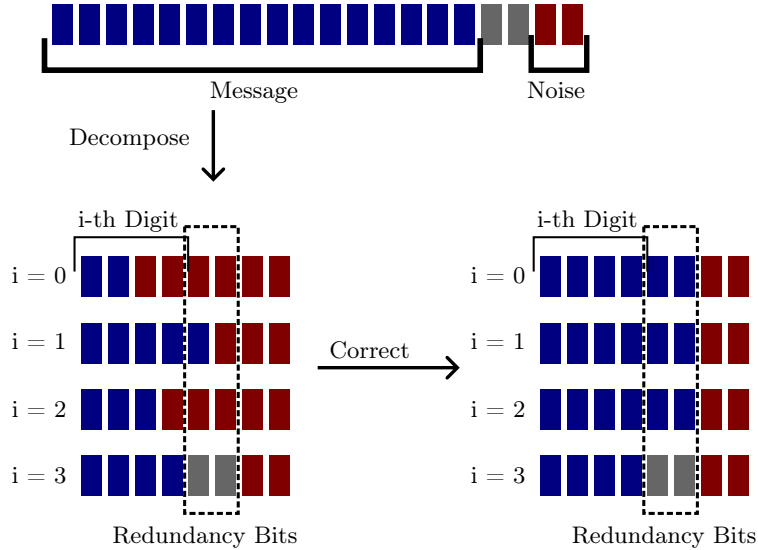 Message
Noise
Decompose
i-th Digit
i-th Digit
i = 0
i = 0
i = 1
i = 1
Correct
i = 2
i = 2
i = 3
i = 3
Redundancy Bits
Redundancy Bits